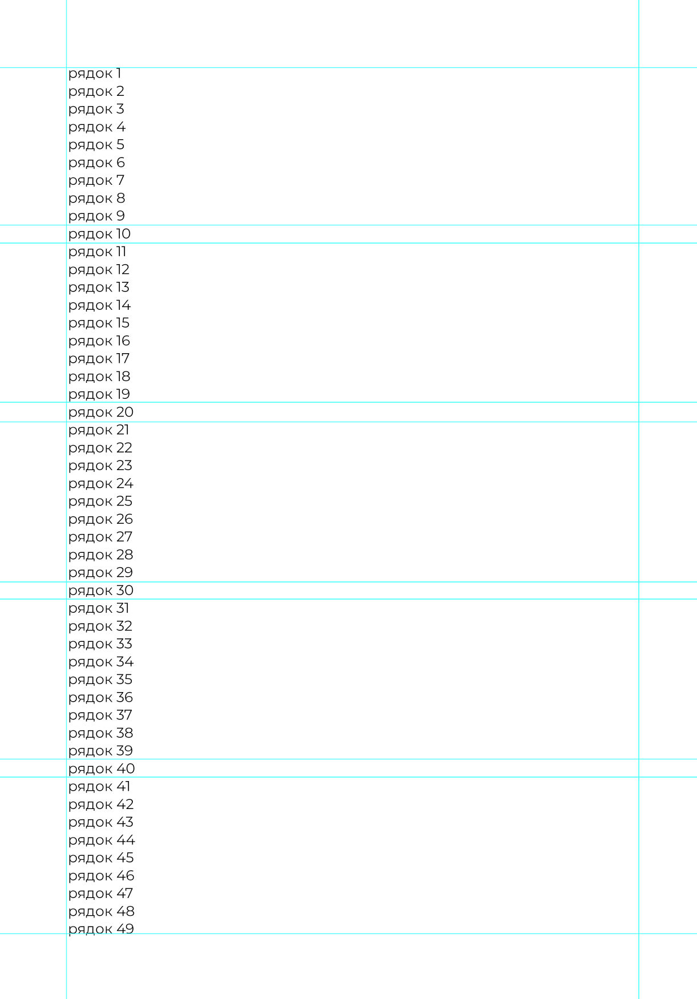 рядок 1
рядок 2
рядок 3
рядок 4
рядок 5
рядок 6
рядок 7
рядок 8
рядок 9
рядок 10
рядок 11
рядок 12
рядок 13
рядок 14
рядок 15
рядок 16
рядок 17
рядок 18
рядок 19
рядок 20
рядок 21
рядок 22
рядок 23
рядок 24
рядок 25
рядок 26
рядок 27
рядок 28
рядок 29
рядок 30
рядок 31
рядок 32
рядок 33
рядок 34
рядок 35
рядок 36
рядок 37
рядок 38
рядок 39
рядок 40
рядок 41
рядок 42
рядок 43
рядок 44
рядок 45
рядок 46
рядок 47
рядок 48
рядок 49